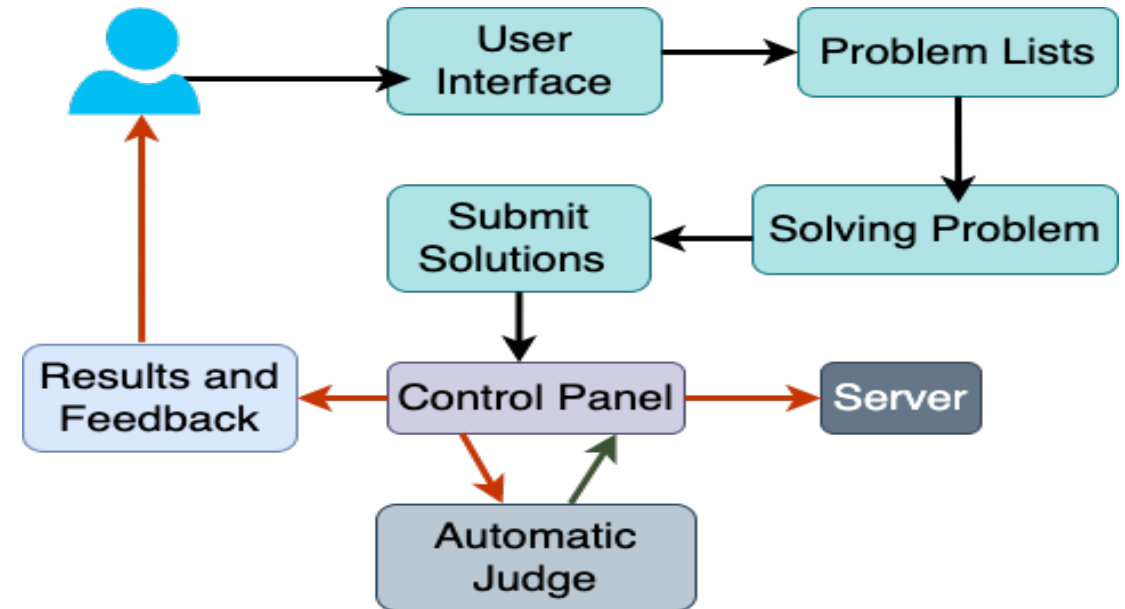 User
Interface
Problem Lists
Submit
Solutions
Solving Problem
Results and
Feedback
Control Panel
Server
Automatic
Judge